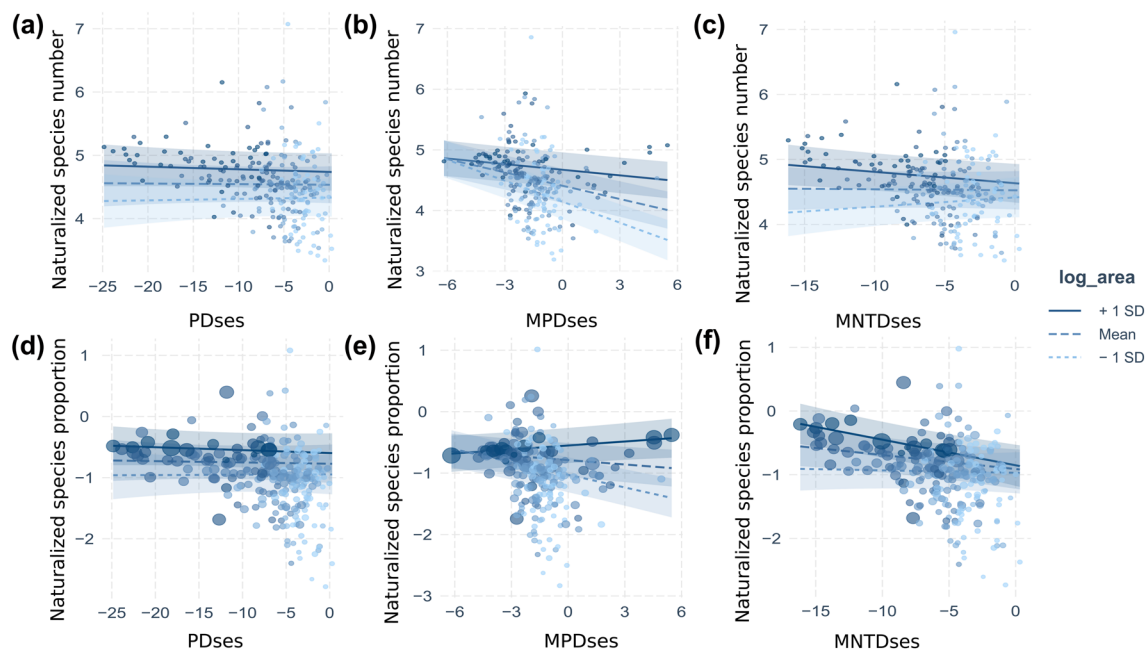 (a)
Naturalized species number
7
6
5
4
−25 −20 −15 −10 −5 0
PDses
(b)
Naturalized species number
7
6
5
4
3
−6 −3 0 3 6
MPDses
(c)
Naturalized species number
7
6
5
4
−15 −10 −5 0
MNTDses
(d)
Naturalized species proportion
1
0
−1
−2
−25 −20 −15 −10 −5 0
PDses
(e)
Naturalized species proportion
1
0
−1
−2
−3
−6 −3 0 3 6
MPDses
(f)
Naturalized species proportion
1
0
−1
−2
−15 −10 −5 0
MNTDses
log_area
+ 1 SD
Mean
− 1 SD